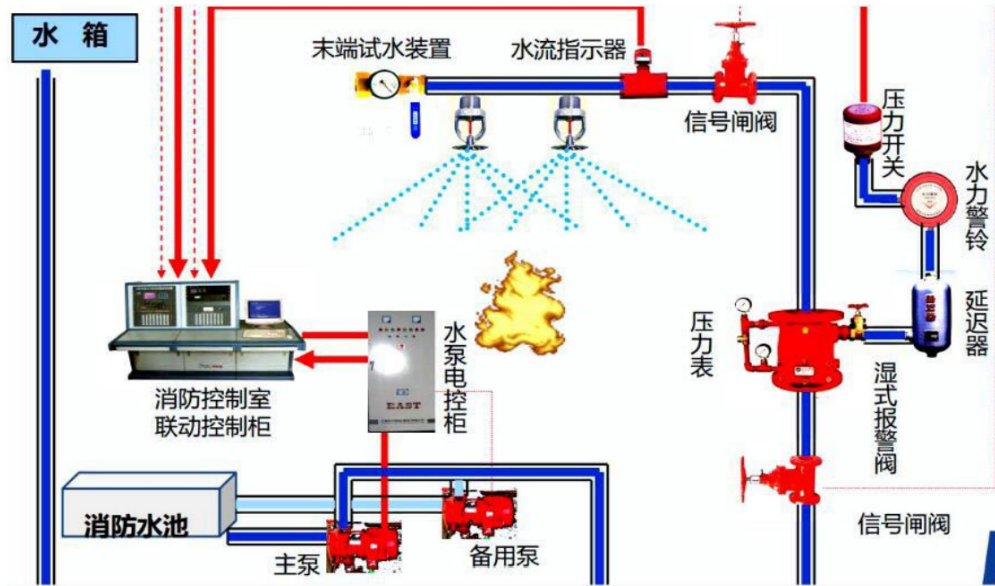 水 箱
末端试水装置
水流指示器
信号闸阀
压力开关
水力警铃
延迟器
压力表
湿式报警阀
水泵电控柜
EAST
消防控制室
联动控制柜
消防水池
主泵
备用泵
信号闸阀